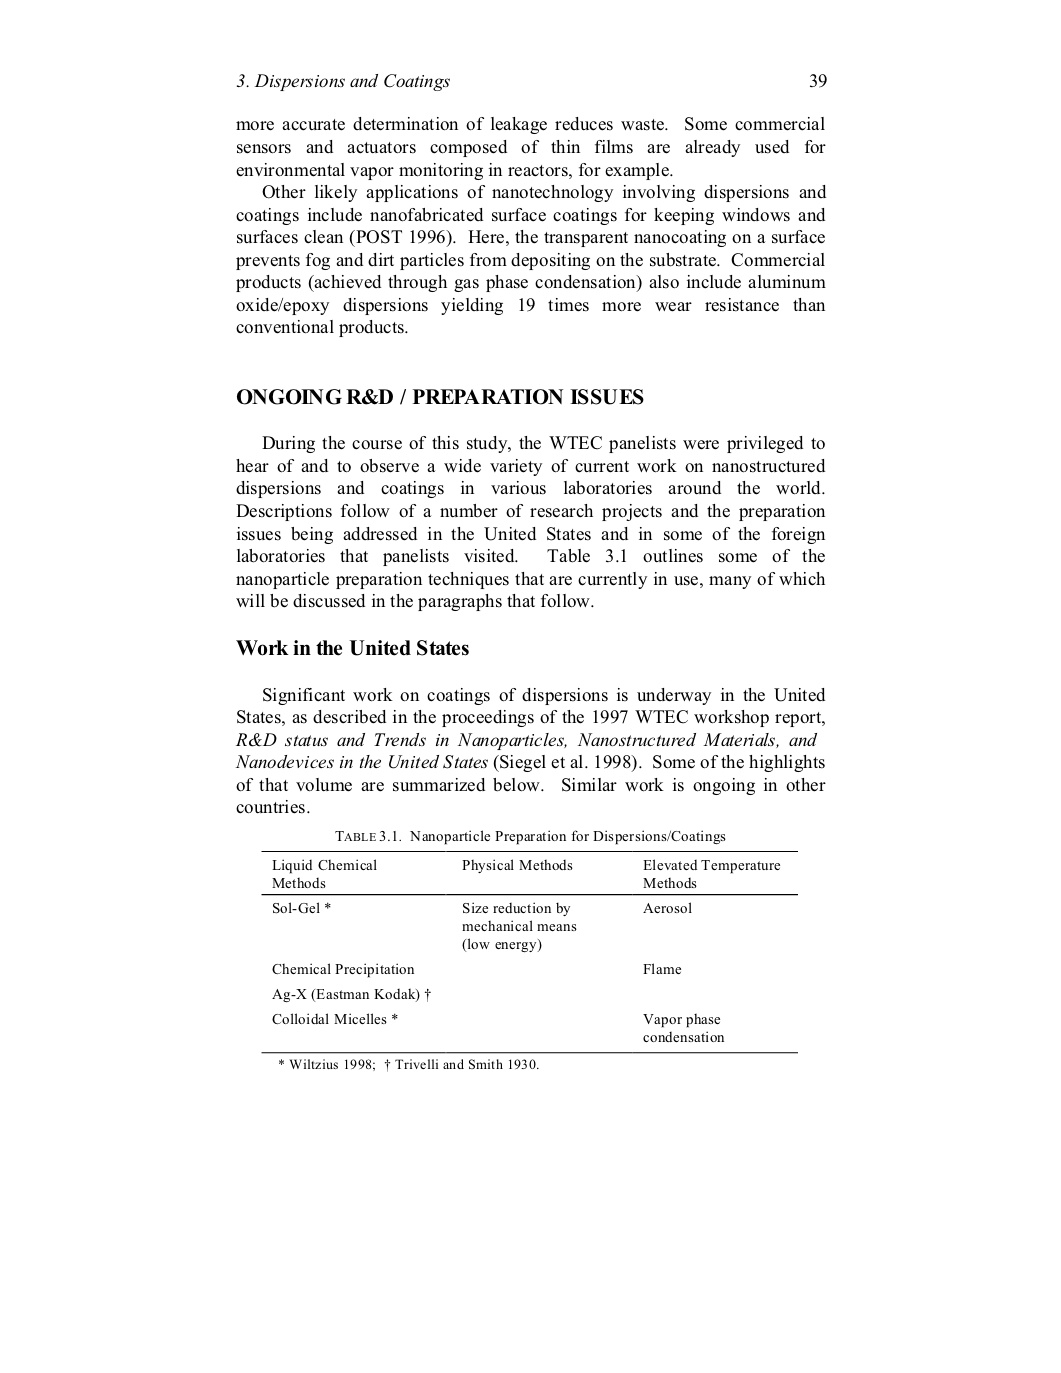 3. Dispersions and Coatings 39
more accurate determination of leakage reduces waste. Some commercial
sensors and actuators composed of thin films are already used for
environmental vapor monitoring in reactors, for example.
Other likely applications of nanotechnology involving dispersions and
coatings include nanofabricated surface coatings for keeping windows and
surfaces clean (POST 1996). Here, the transparent nanocoating on a surface
prevents fog and dirt particles from depositing on the substrate. Commercial
products (achieved through gas phase condensation) also include aluminum
oxide/epoxy dispersions yielding 19 times more wear resistance than
conventional products.
ONGOING R&D / PREPARATION ISSUES
During the course of this study, the WTEC panelists were privileged to
hear of and to observe a wide variety of current work on nanostructured
dispersions and coatings in various laboratories around the world.
Descriptions follow of a number of research projects and the preparation
issues being addressed in the United States and in some of the foreign
laboratories that panelists visited. Table 3.1 outlines some of the
nanoparticle preparation techniques that are currently in use, many of which
will be discussed in the paragraphs that follow.
Work in the United States
Significant work on coatings of dispersions is underway in the United
States, as described in the proceedings of the 1997 WTEC workshop report,
R&D status and Trends in Nanoparticles, Nanostructured Materials, and
Nanodevices in the United States (Siegel et al. 1998). Some of the highlights
of that volume are summarized below. Similar work is ongoing in other
countries.
TABLE 3.1. Nanoparticle Preparation for Dispersions/Coatings
Liquid Chemical Physical Methods Elevated Temperature
Methods Methods
Sol-Gel * Size reduction by Aerosol
mechanical means
(low energy)
Chemical Precipitation Flame
Ag-X (Eastman Kodak) †
Colloidal Micelles * Vapor phase
condensation
* Wiltzius 1998; † Trivelli and Smith 1930.